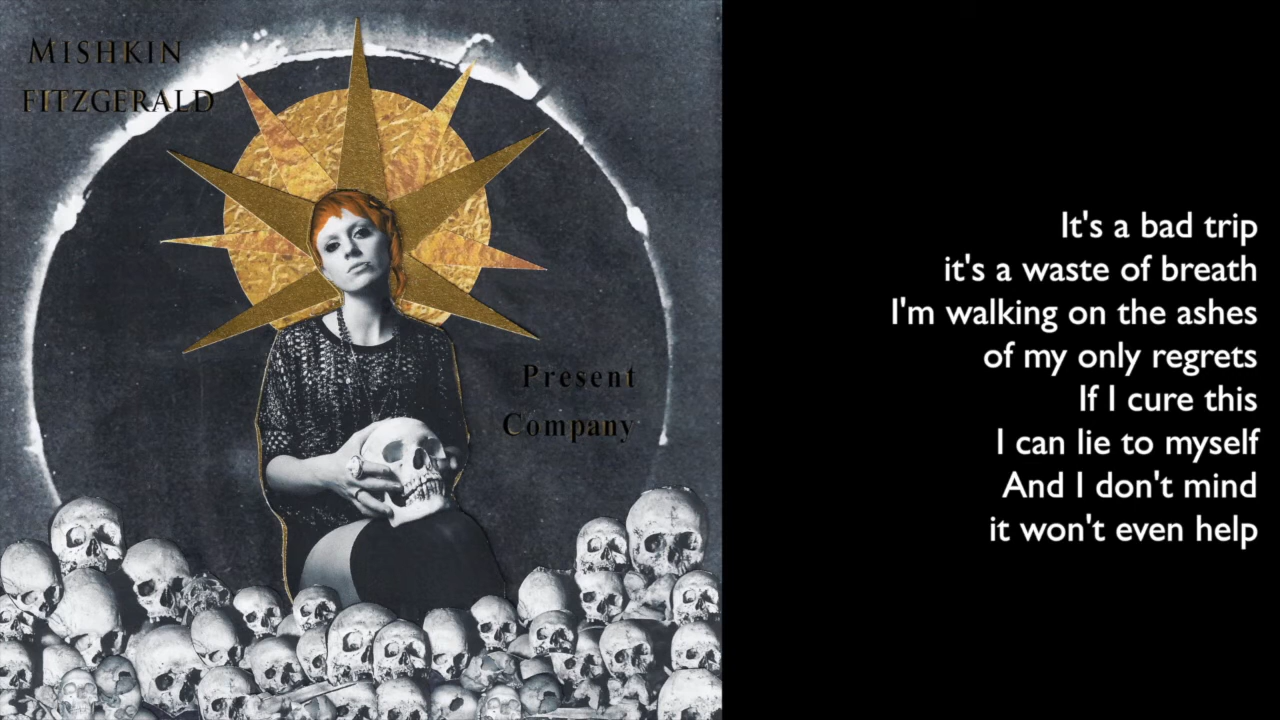 MISHKIN
FITZGERALD
Present
Company
It's a bad trip
it's a waste of breath
I'm walking on the ashes
of my only regrets
If I cure this
I can lie to myself
And I don't mind
it won't even help